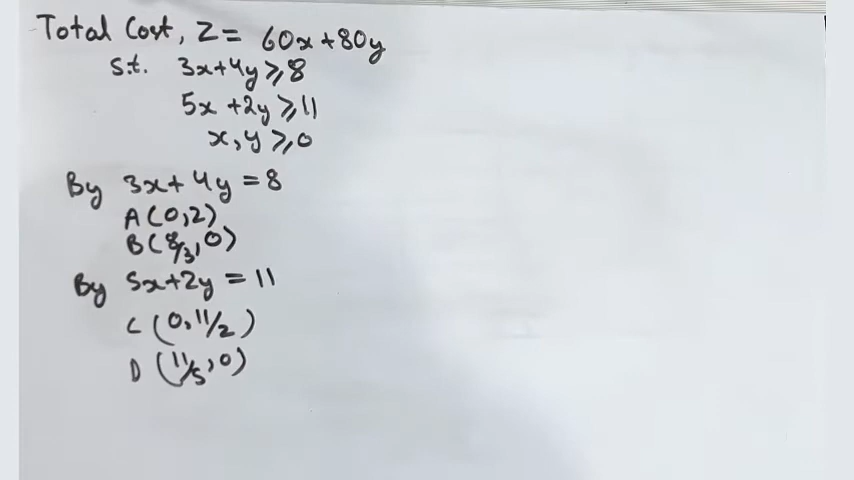 Total Cost, Z = 60x + 80y
s.t. 3x + 4y ≥ 8
5x + 2y ≥ 11
x, y ≥ 0
By 3x + 4y = 8
A (0, 2)
B (8/3, 0)
By 5x + 2y = 11
C (0, 11/2)
D (11/5, 0)